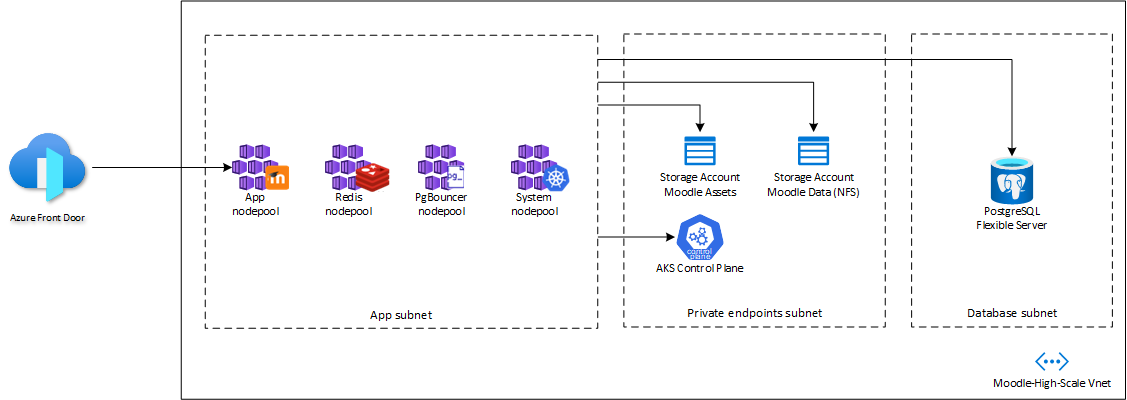 Azure Front Door
App
nodepool
Redis
nodepool
pg_
PgBouncer
nodepool
System
nodepool
App subnet
Storage Account
Moodle Assets
Storage Account
Moodle Data (NFS)
control
plane
AKS Control Plane
Private endpoints subnet
PostgreSQL
Flexible Server
Database subnet
Moodle-High-Scale Vnet